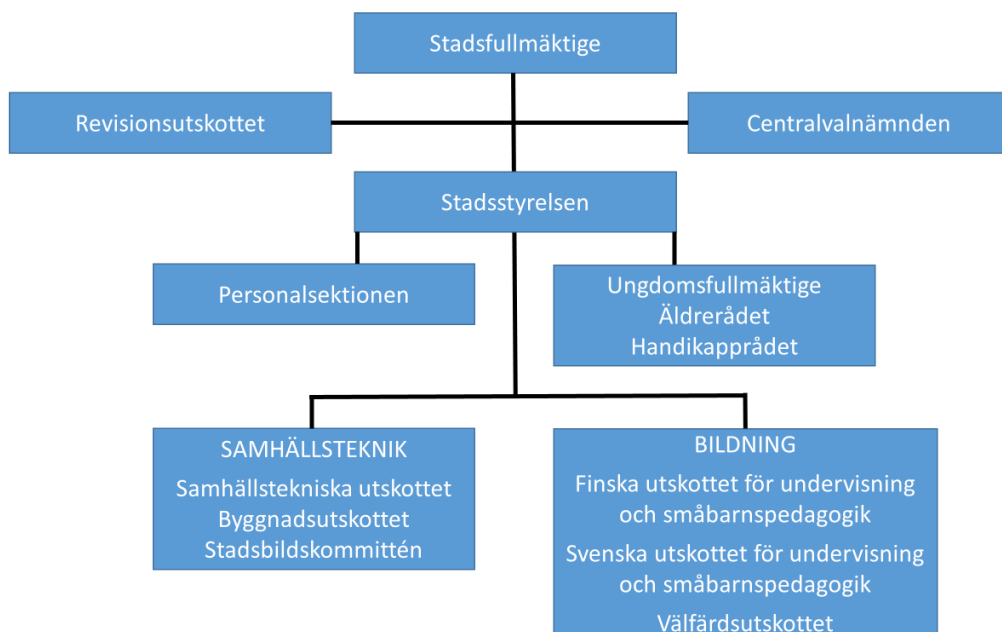 Stadsfullmäktige
Revisionsutskottet
Centralvalnämnden
Stadsstyrelsen
Personalsektionen
Ungdomsfullmäktige
Äldrerådet
Handikapprådet
SAMHÄLLSTEKNIK
Samhällstekniska utskottet
Byggnadsutskottet
Stadsbildskommittén
BILDNING
Finska utskottet för undervisning
och småbarnspedagogik
Svenska utskottet för undervisning
och småbarnspedagogik
Välfärdsutskottet